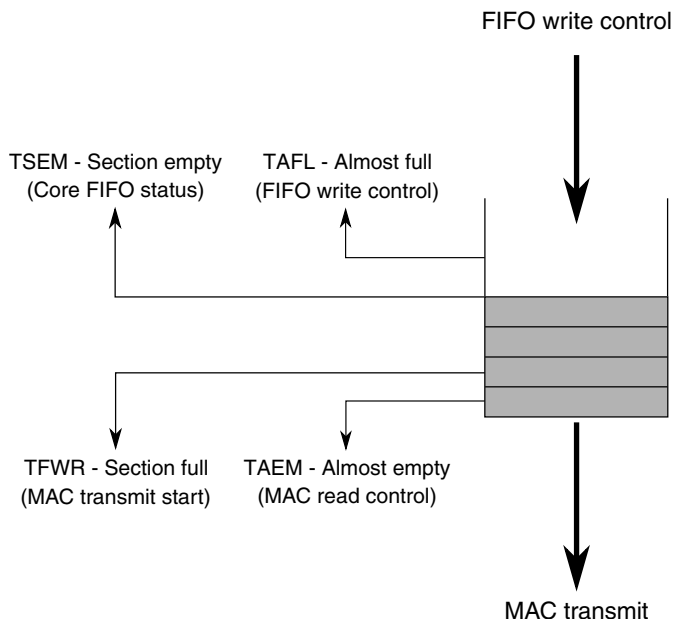 FIFO write control
TSEM - Section empty
(Core FIFO status)
TAFL - Almost full
(FIFO write control)
TFWR - Section full
(MAC transmit start)
TAEM - Almost empty
(MAC read control)
MAC transmit